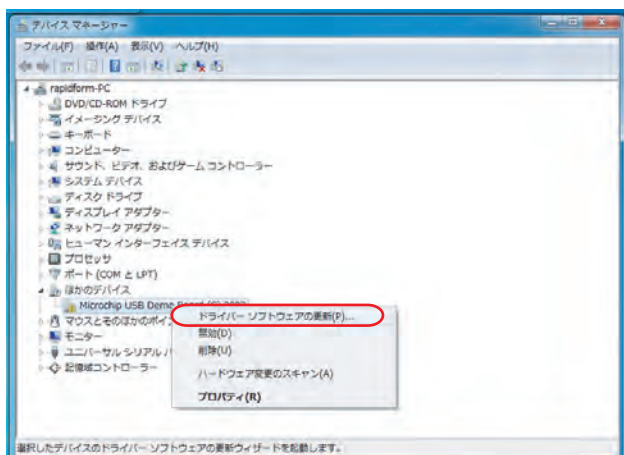 デバイス マネージャー
ファイル(F) 操作(A) 表示(V) ヘルプ(H)
rapidform-PC
DVD/CD-ROM ドライブ
イメージング デバイス
キーボード
コンピューター
サウンド、ビデオ、およびゲーム コントローラー
システム デバイス
ディスク ドライブ
ディスプレイ アダプター
ネットワーク アダプター
ヒューマン インターフェイス デバイス
プロセッサ
ポート (COM と LPT)
ほかのデバイス
Microchip USB Demo Board (C) 2003
ドライバー ソフトウェアの更新(P)...
マウスとそのほかのポイン
無効(D)
モニター
削除(U)
ユニバーサル シリアル バ
ハードウェア変更のスキャン(A)
記憶域コントローラー
プロパティ(R)
選択したデバイスのドライバー ソフトウェアの更新ウィザードを起動します。